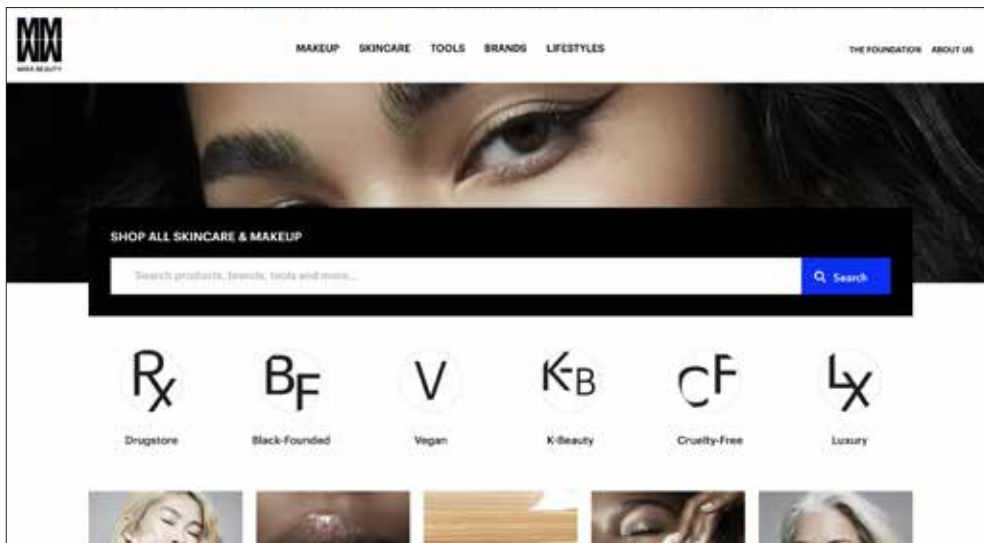 MM
WW
MAKEUP SKINCARE TOOLS BRANDS LIFESTYLES
THE FOUNDATION ABOUT US
SHOP ALL SKINCARE & MAKEUP
Search products, brands, tools and more...
Search
Rx
BF
V
K-B
CF
Lx
Drugstore
Black-Founded
Vegan
K-Beauty
Cruelty-Free
Luxury